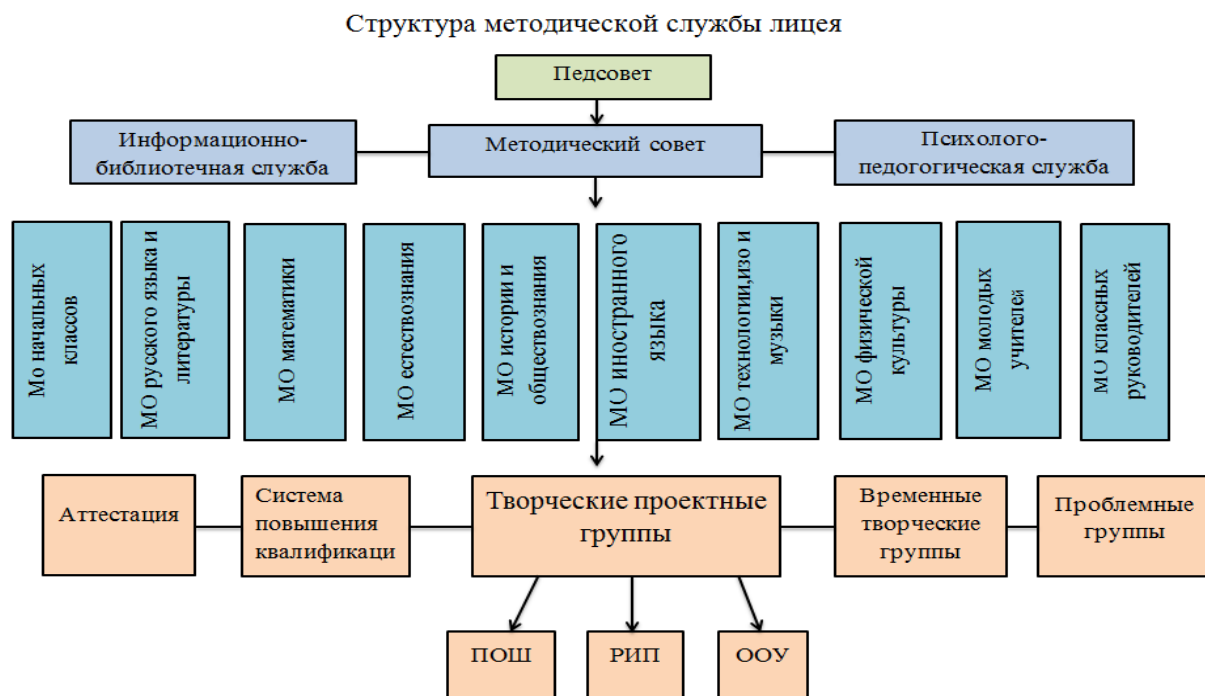 Структура методической службы лицея
Педсовет
Информационно-
библиотечная служба
Методический совет
Психолого-
педогогическая служба
Мо начальных
классов
МО русского языка и
литературы
МО математики
МО естествознания
МО истории и
обществознания
МО иностранного
языка
МО технологии,изо и
музыки
МО физической
культуры
МО молодых
учителей
МО классных
руководителей
Аттестация
Система
повышения
квалификаци
Творческие проектные
группы
Временные
творческие
группы
Проблемные
группы
ПОШ
РИП
ООУ